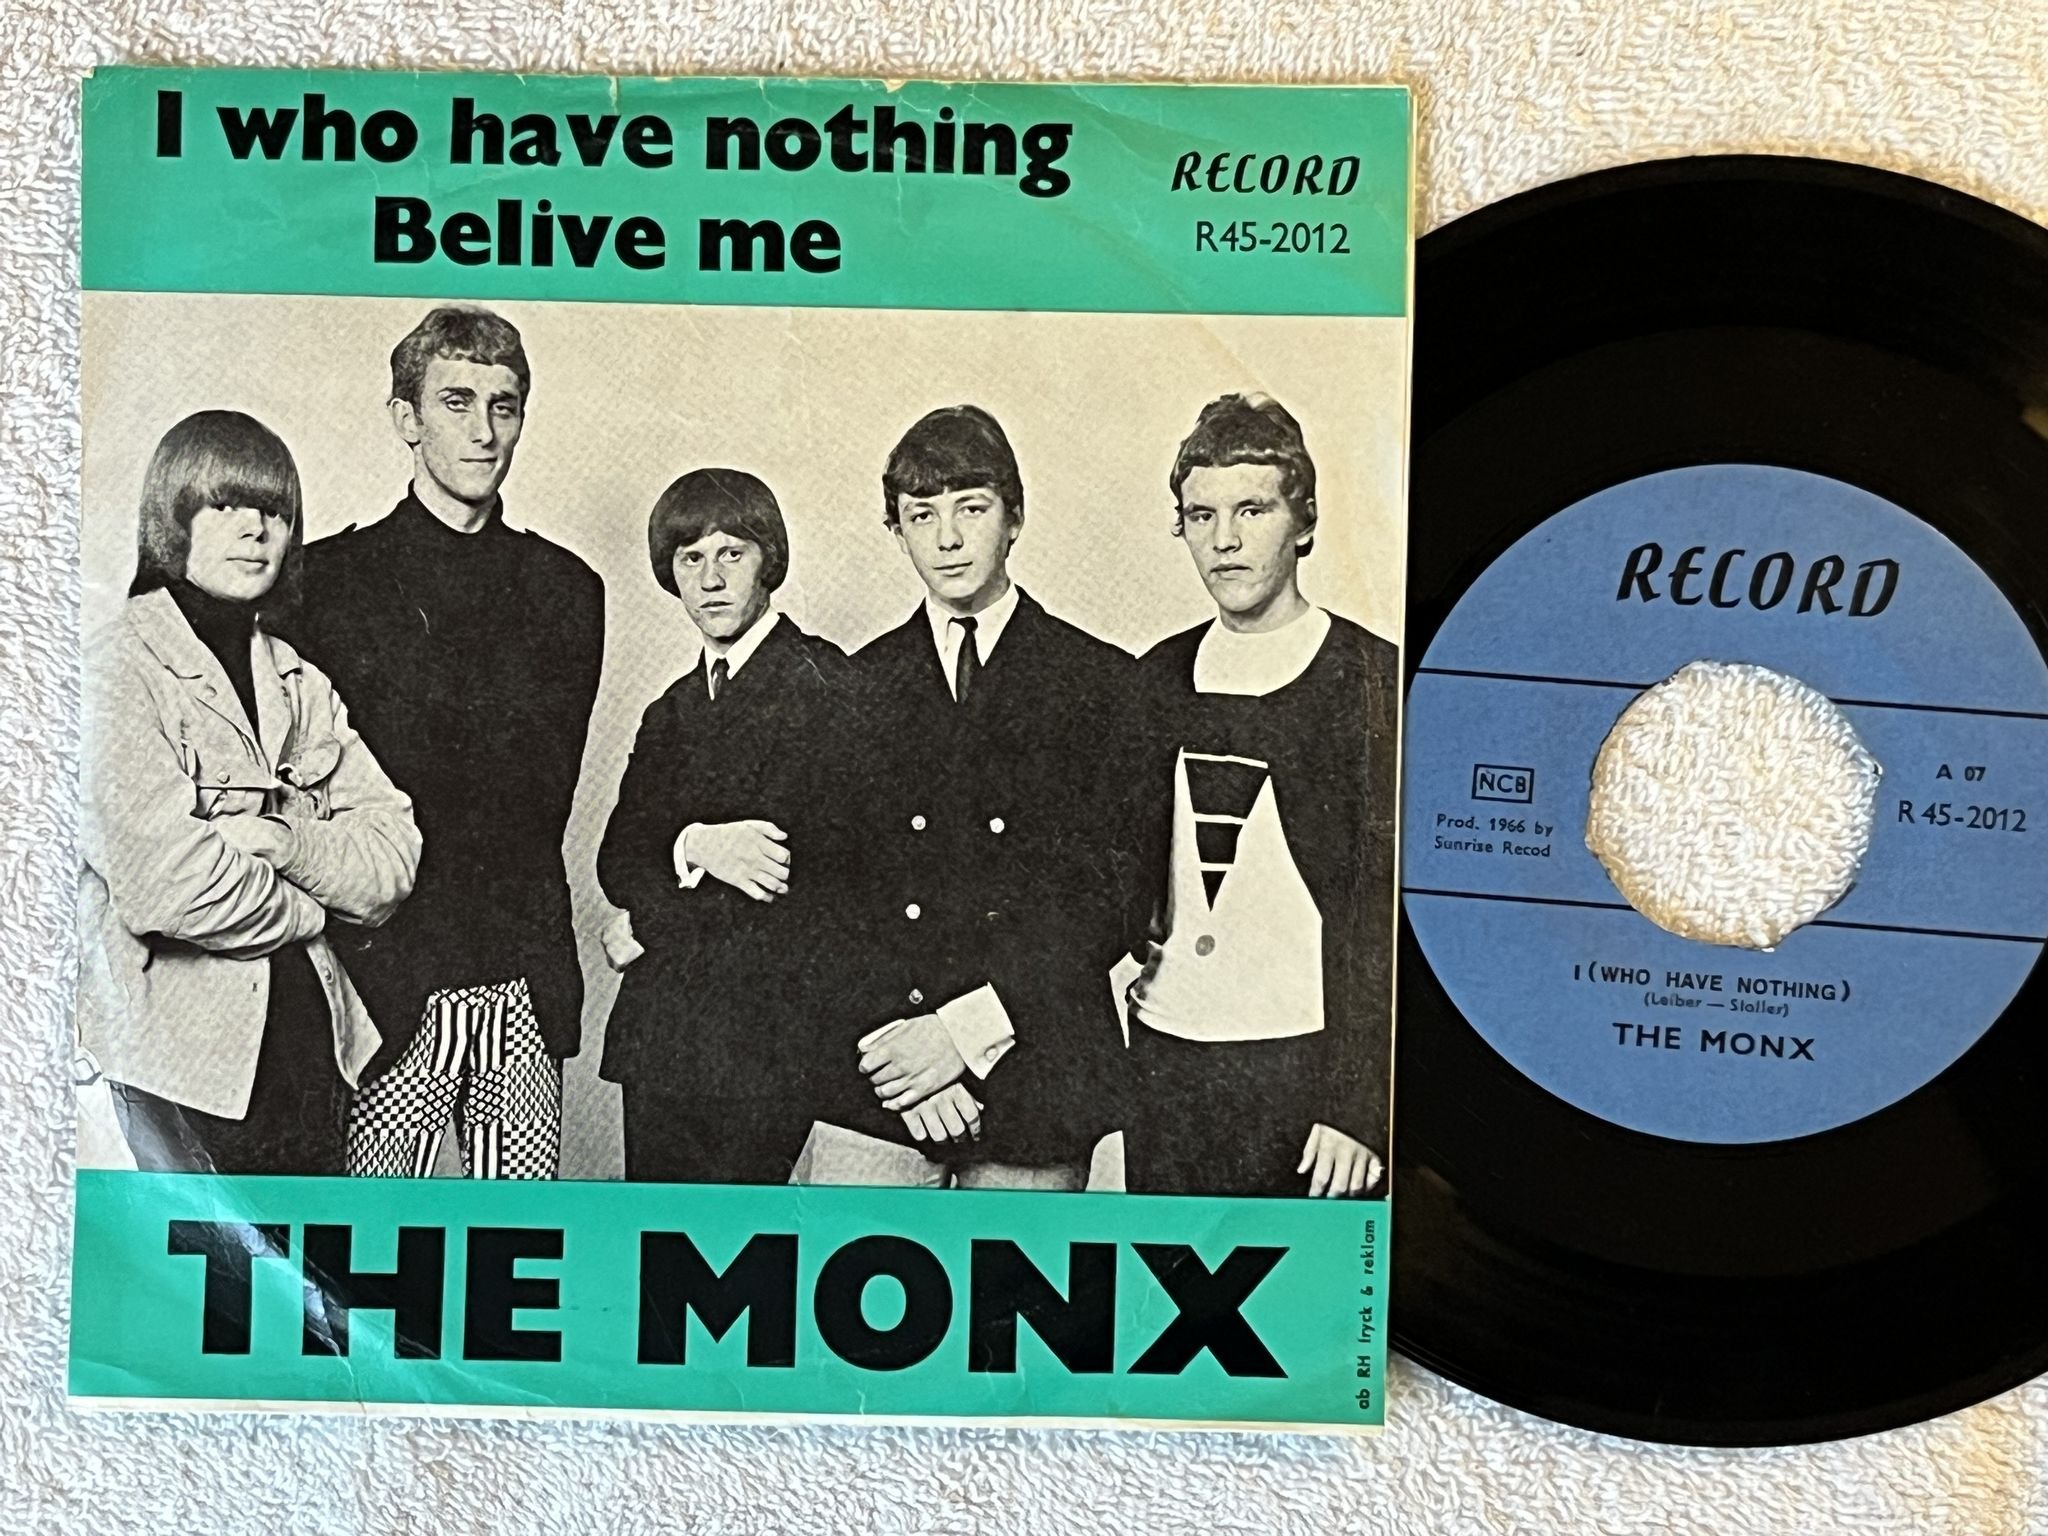 I who have nothing
Belive me
RECORD
R45-2012
THE MONX
ab RH tryck & reklam
RECORD
NCB
Prod. 1966 by
Sunrise Recod
A 07
R 45-2012
I (WHO HAVE NOTHING)
(Leiber — Sloller)
THE MONX